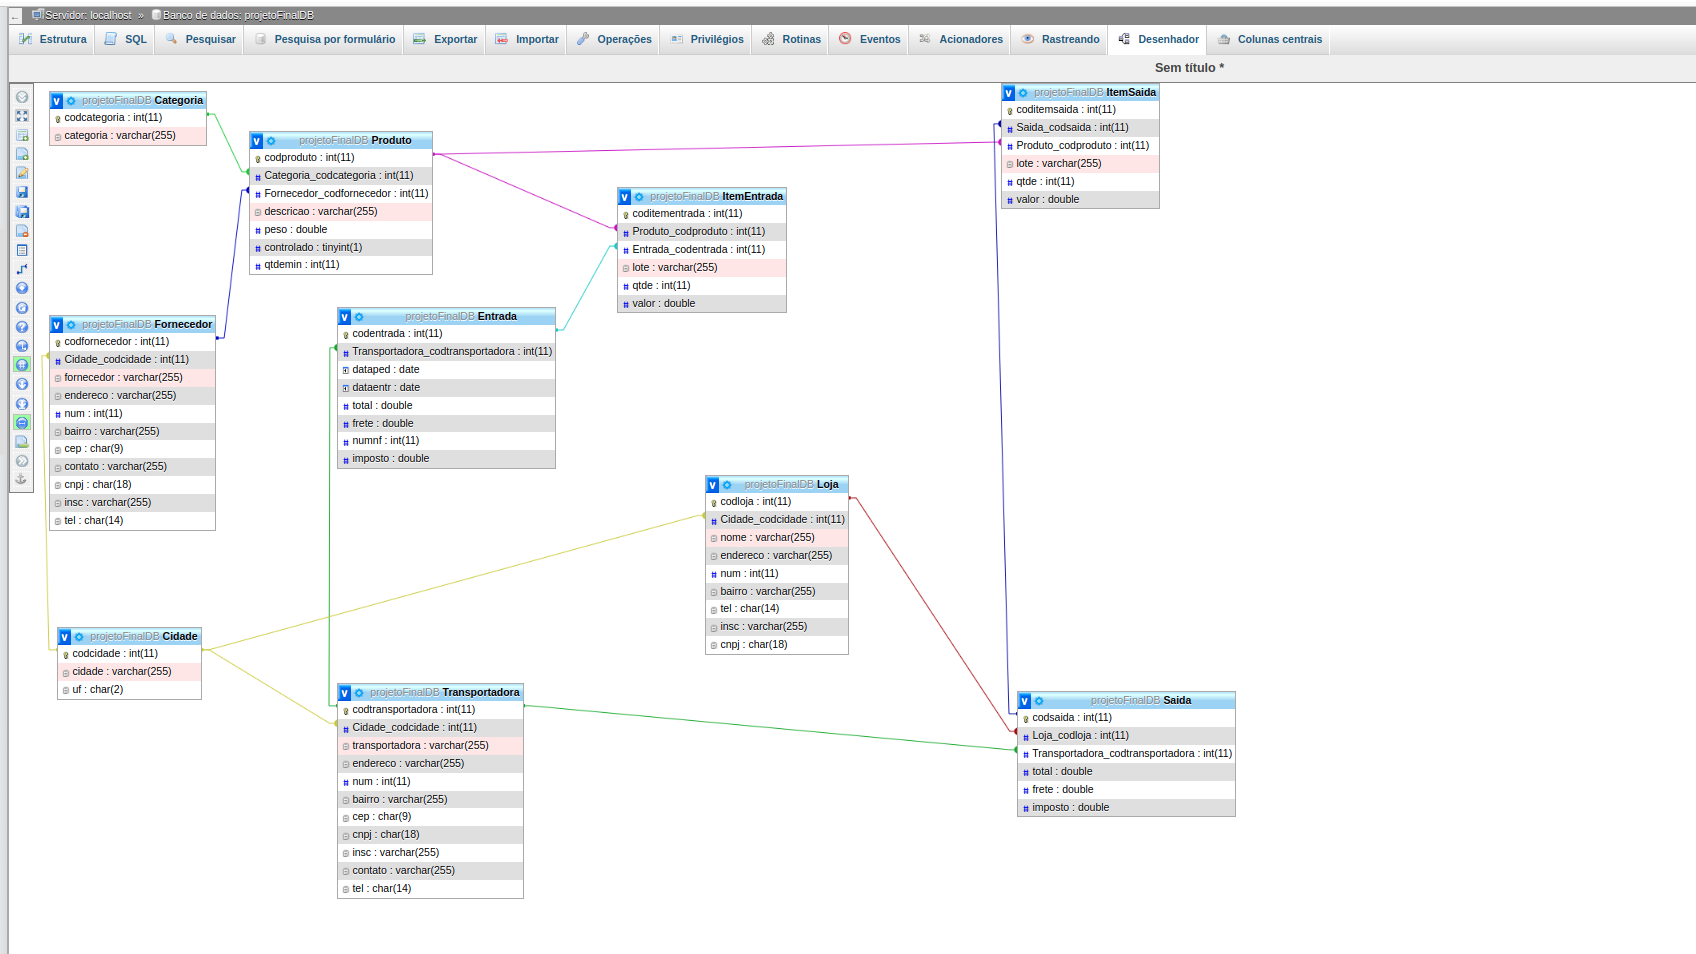 Servidor: localhost » Banco de dados: projetoFinalDB
Estrutura SQL Pesquisar Pesquisa por formulário Exportar Importar Operações Privilégios Rotinas Eventos Acionadores Rastreando Desenhador Colunas centrais
Sem título *
projetoFinalDB Categoria
codcategoria : int(11)
categoria : varchar(255)
projetoFinalDB Produto
codproduto : int(11)
Categoria_codcategoria : int(11)
Fornecedor_codfornecedor : int(11)
descricao : varchar(255)
peso : double
controlado : tinyint(1)
qtdemin : int(11)
projetoFinalDB ItemEntrada
coditementrada : int(11)
Produto_codproduto : int(11)
Entrada_codentrada : int(11)
lote : varchar(255)
qtde : int(11)
valor : double
projetoFinalDB ItemSaida
coditemsaida : int(11)
Saida_codsaida : int(11)
Produto_codproduto : int(11)
lote : varchar(255)
qtde : int(11)
valor : double
projetoFinalDB Fornecedor
codfornecedor : int(11)
Cidade_codcidade : int(11)
fornecedor : varchar(255)
endereco : varchar(255)
num : int(11)
bairro : varchar(255)
cep : char(9)
contato : varchar(255)
cnpj : char(18)
insc : varchar(255)
tel : char(14)
projetoFinalDB Entrada
codentrada : int(11)
Transportadora_codtransportadora : int(11)
dataped : date
dataentr : date
total : double
frete : double
numnf : int(11)
imposto : double
projetoFinalDB Loja
codloja : int(11)
Cidade_codcidade : int(11)
nome : varchar(255)
endereco : varchar(255)
num : int(11)
bairro : varchar(255)
tel : char(14)
insc : varchar(255)
cnpj : char(18)
projetoFinalDB Cidade
codcidade : int(11)
cidade : varchar(255)
uf : char(2)
projetoFinalDB Transportadora
codtransportadora : int(11)
Cidade_codcidade : int(11)
transportadora : varchar(255)
endereco : varchar(255)
num : int(11)
bairro : varchar(255)
cep : char(9)
cnpj : char(18)
insc : varchar(255)
contato : varchar(255)
tel : char(14)
projetoFinalDB Saida
codsaida : int(11)
Loja_codloja : int(11)
Transportadora_codtransportadora : int(11)
total : double
frete : double
imposto : double